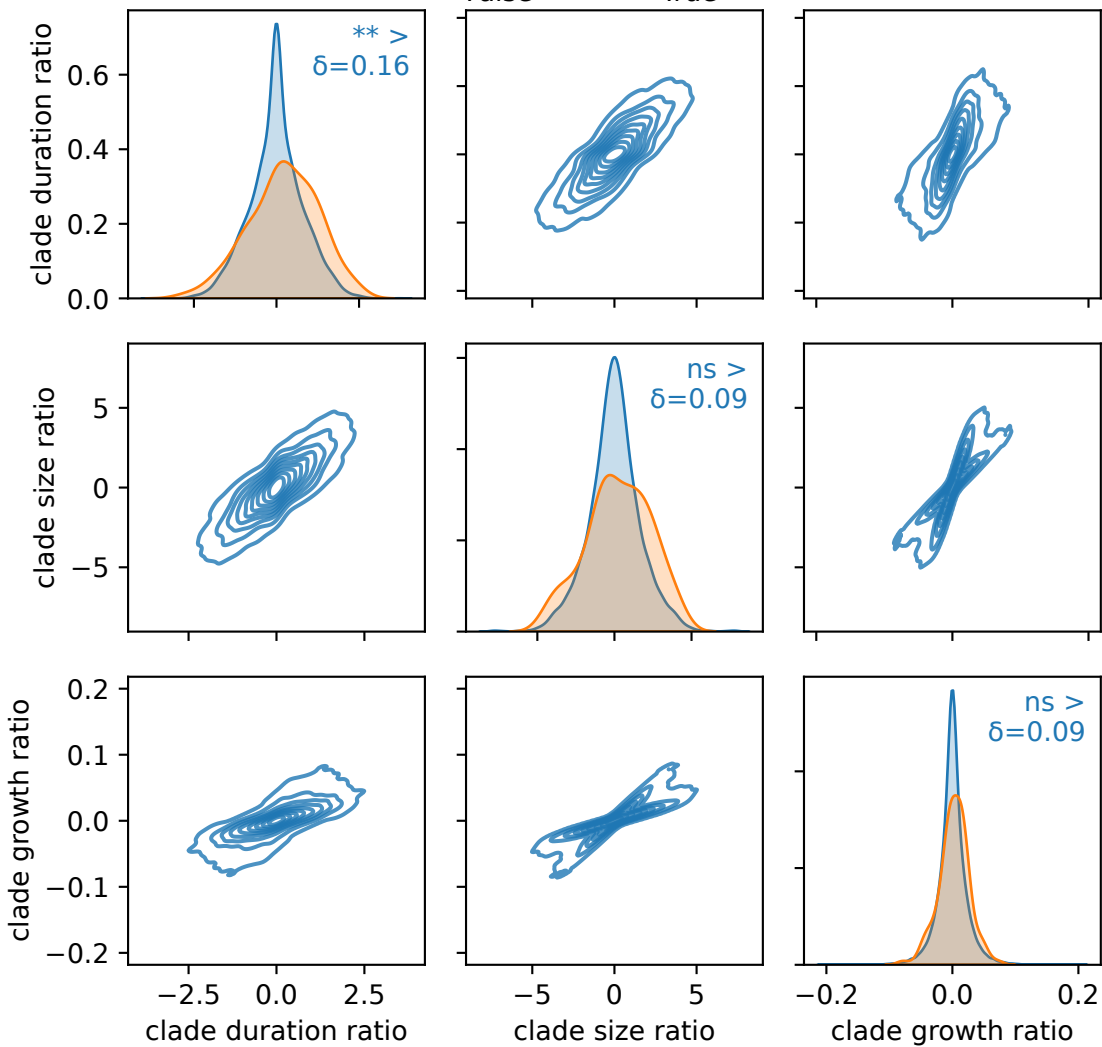 clade duration ratio
0.6
0.4
0.2
0.0
** >
δ=0.16
clade size ratio
5
0
−5
ns >
δ=0.09
clade growth ratio
0.2
0.1
0.0
−0.1
−0.2
ns >
δ=0.09
−2.5 0.0 2.5
−5 0 5
−0.2 0.0 0.2
clade duration ratio
clade size ratio
clade growth ratio